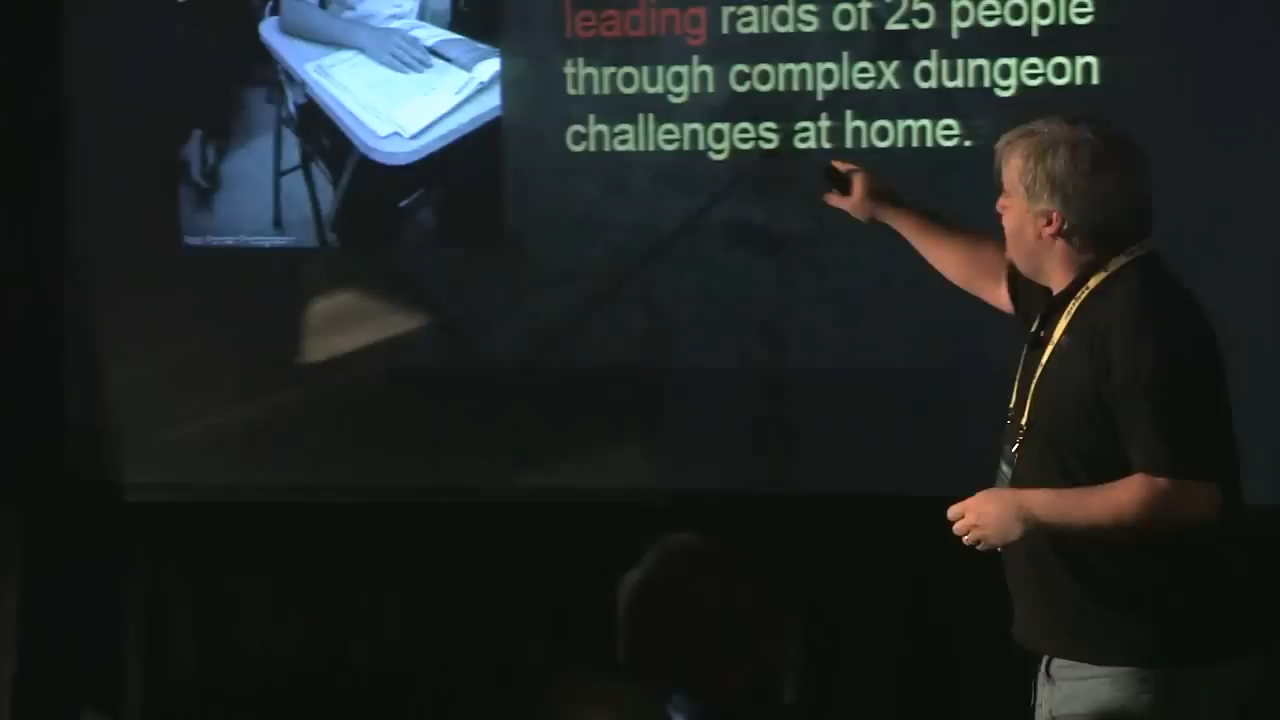 leading raids of 25 people
through complex dungeon
challenges at home.